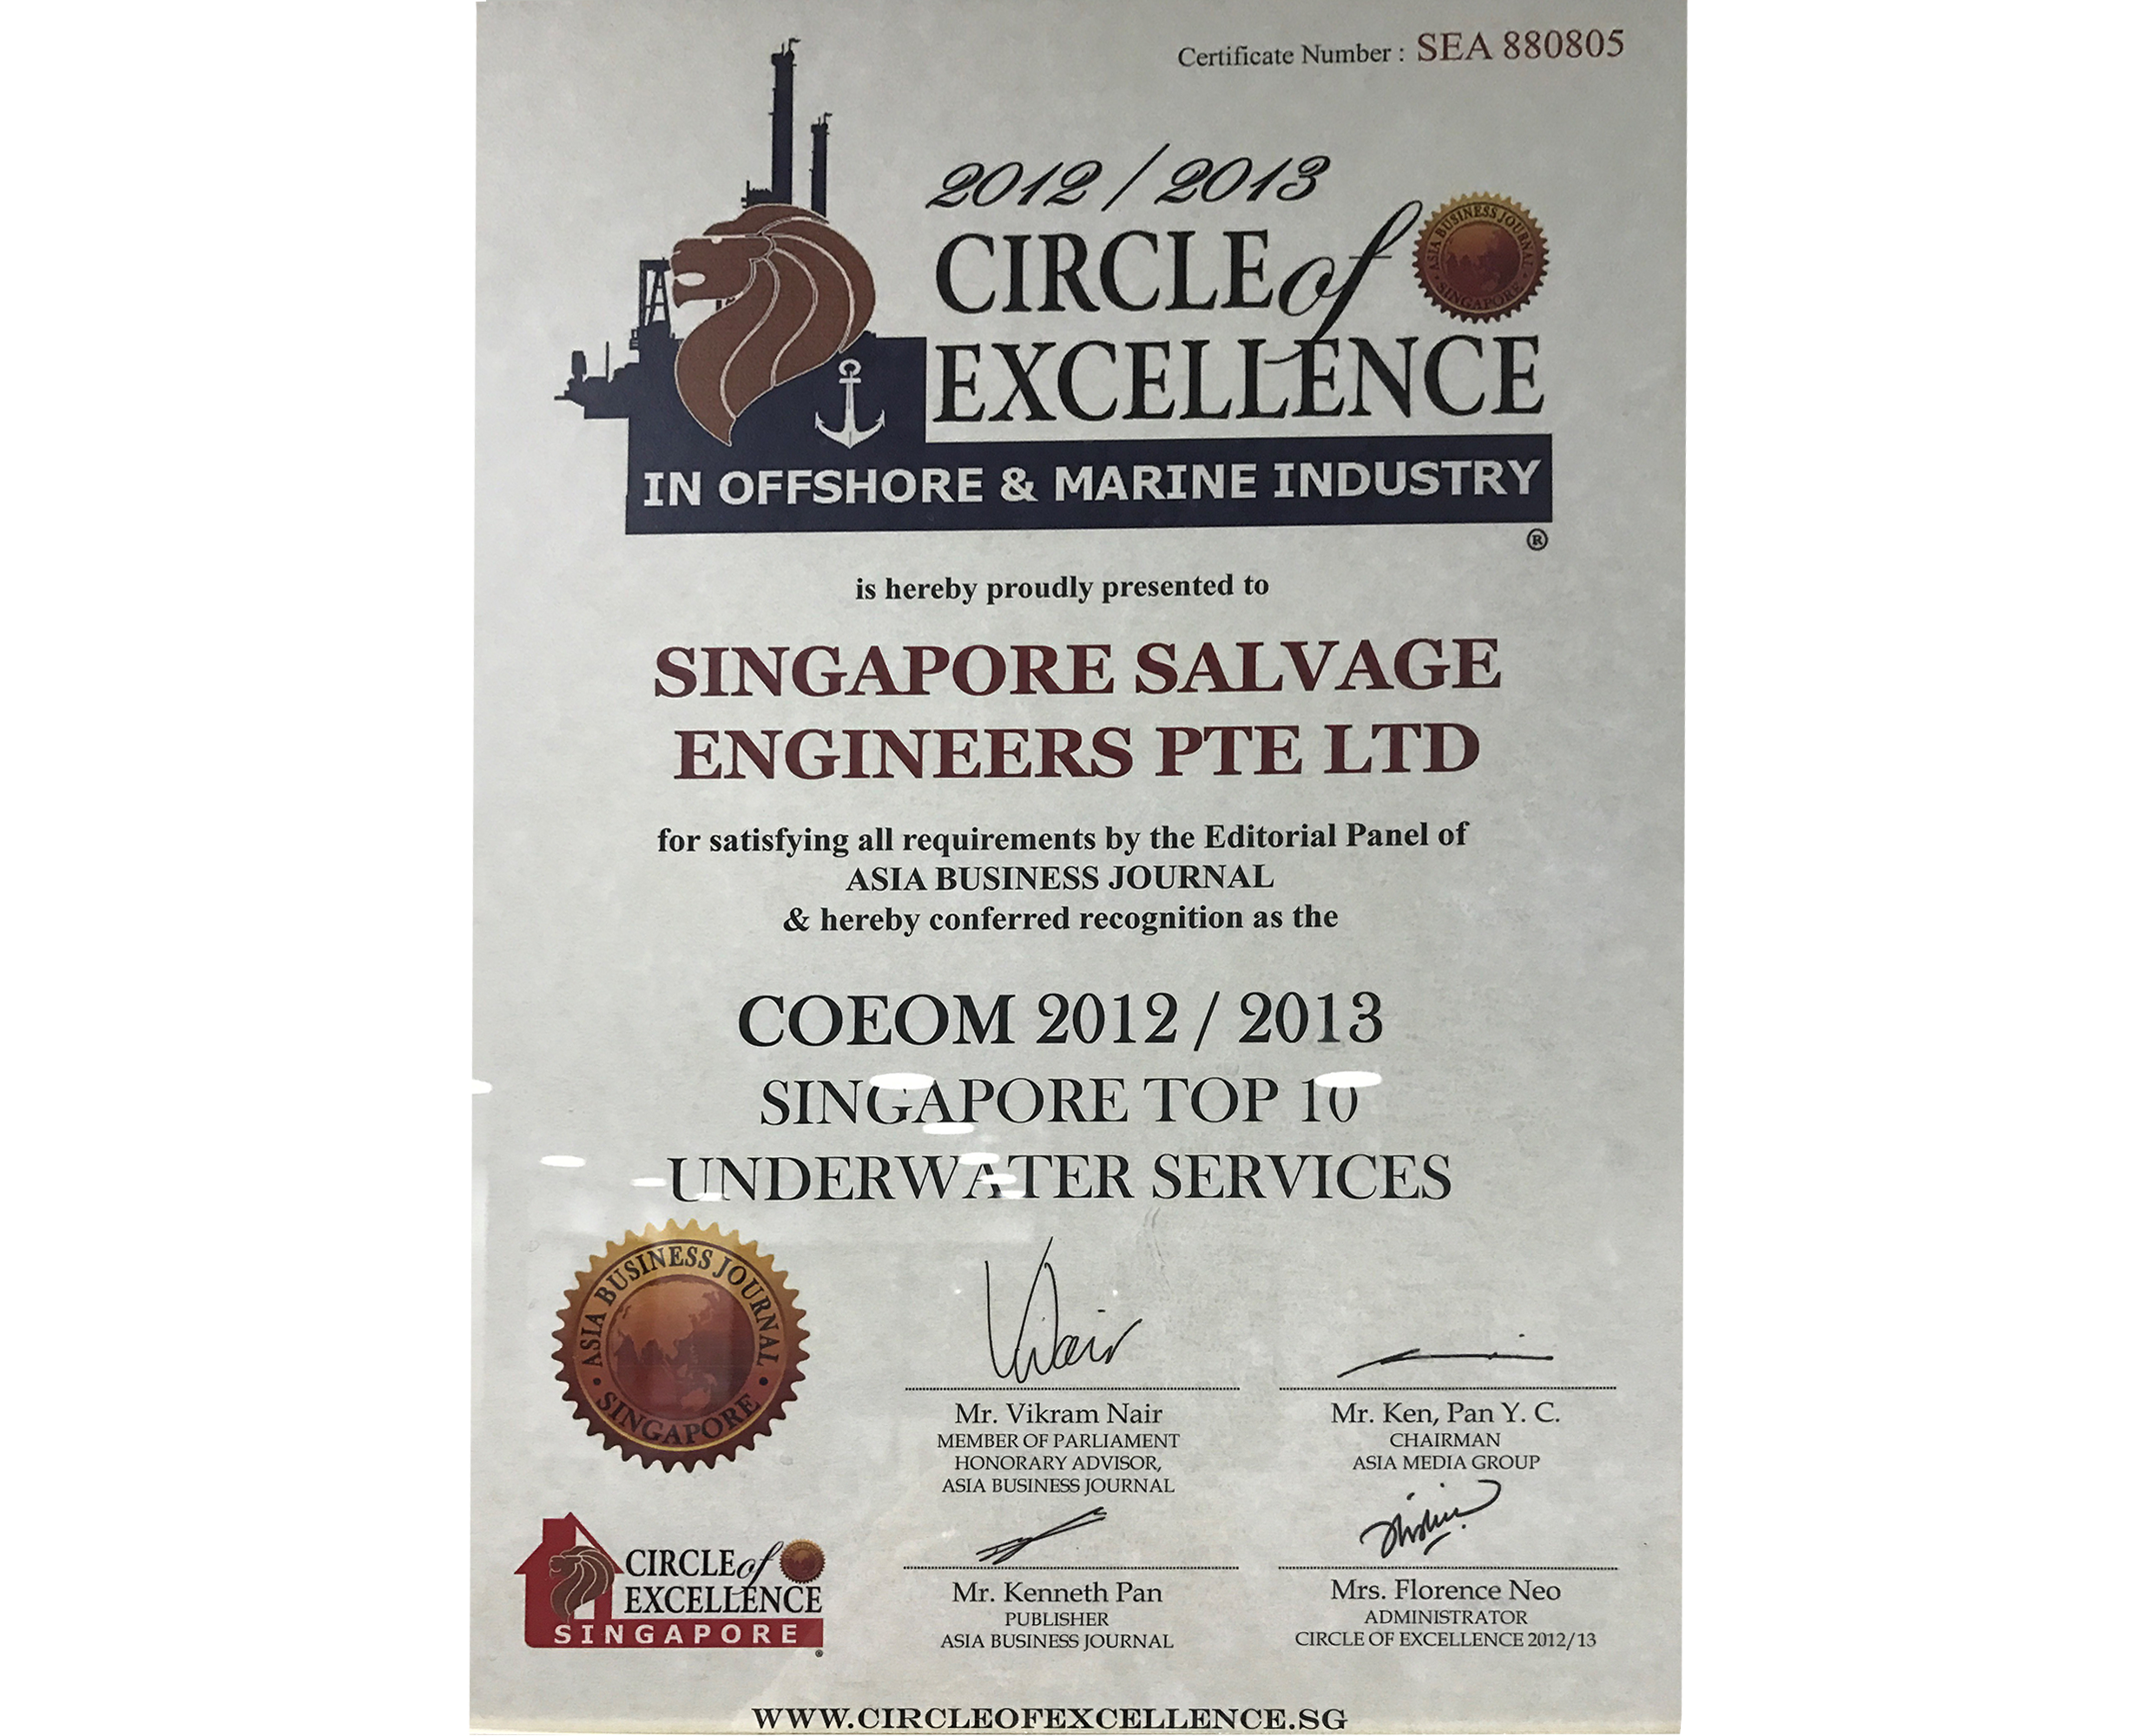 Certificate Number : SEA 880805
2012 / 2013
CIRCLE of
EXCELLENCE
ASIA BUSINESS JOURNAL
SINGAPORE
IN OFFSHORE & MARINE INDUSTRY
®
is hereby proudly presented to
SINGAPORE SALVAGE
ENGINEERS PTE LTD
for satisfying all requirements by the Editorial Panel of
ASIA BUSINESS JOURNAL
& hereby conferred recognition as the
COEOM 2012 / 2013
SINGAPORE TOP 10
UNDERWATER SERVICES
ASIA BUSINESS JOURNAL
SINGAPORE
Mr. Vikram Nair
MEMBER OF PARLIAMENT
HONORARY ADVISOR,
ASIA BUSINESS JOURNAL
Mr. Ken, Pan Y. C.
CHAIRMAN
ASIA MEDIA GROUP
Mr. Kenneth Pan
PUBLISHER
ASIA BUSINESS JOURNAL
Mrs. Florence Neo
ADMINISTRATOR
CIRCLE OF EXCELLENCE 2012/13
CIRCLE of
EXCELLENCE
SINGAPORE
®
WWW.CIRCLEOFEXCELLENCE.SG